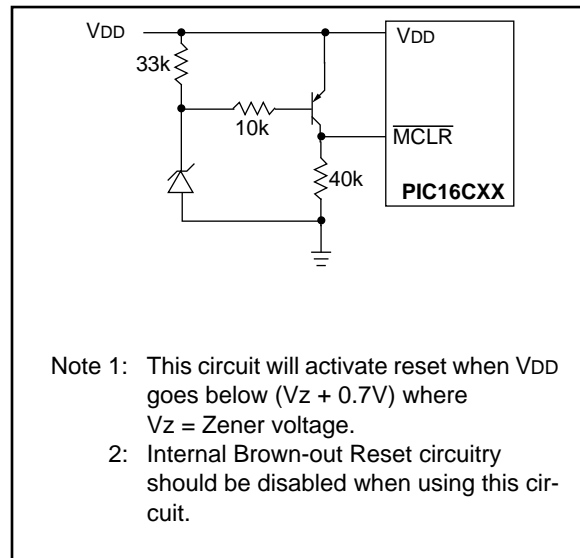 VDD
VDD
33k
10k
MCLR
40k
PIC16CXX
Note 1: This circuit will activate reset when VDD
goes below (Vz + 0.7V) where
Vz = Zener voltage.
2: Internal Brown-out Reset circuitry
should be disabled when using this cir-
cuit.